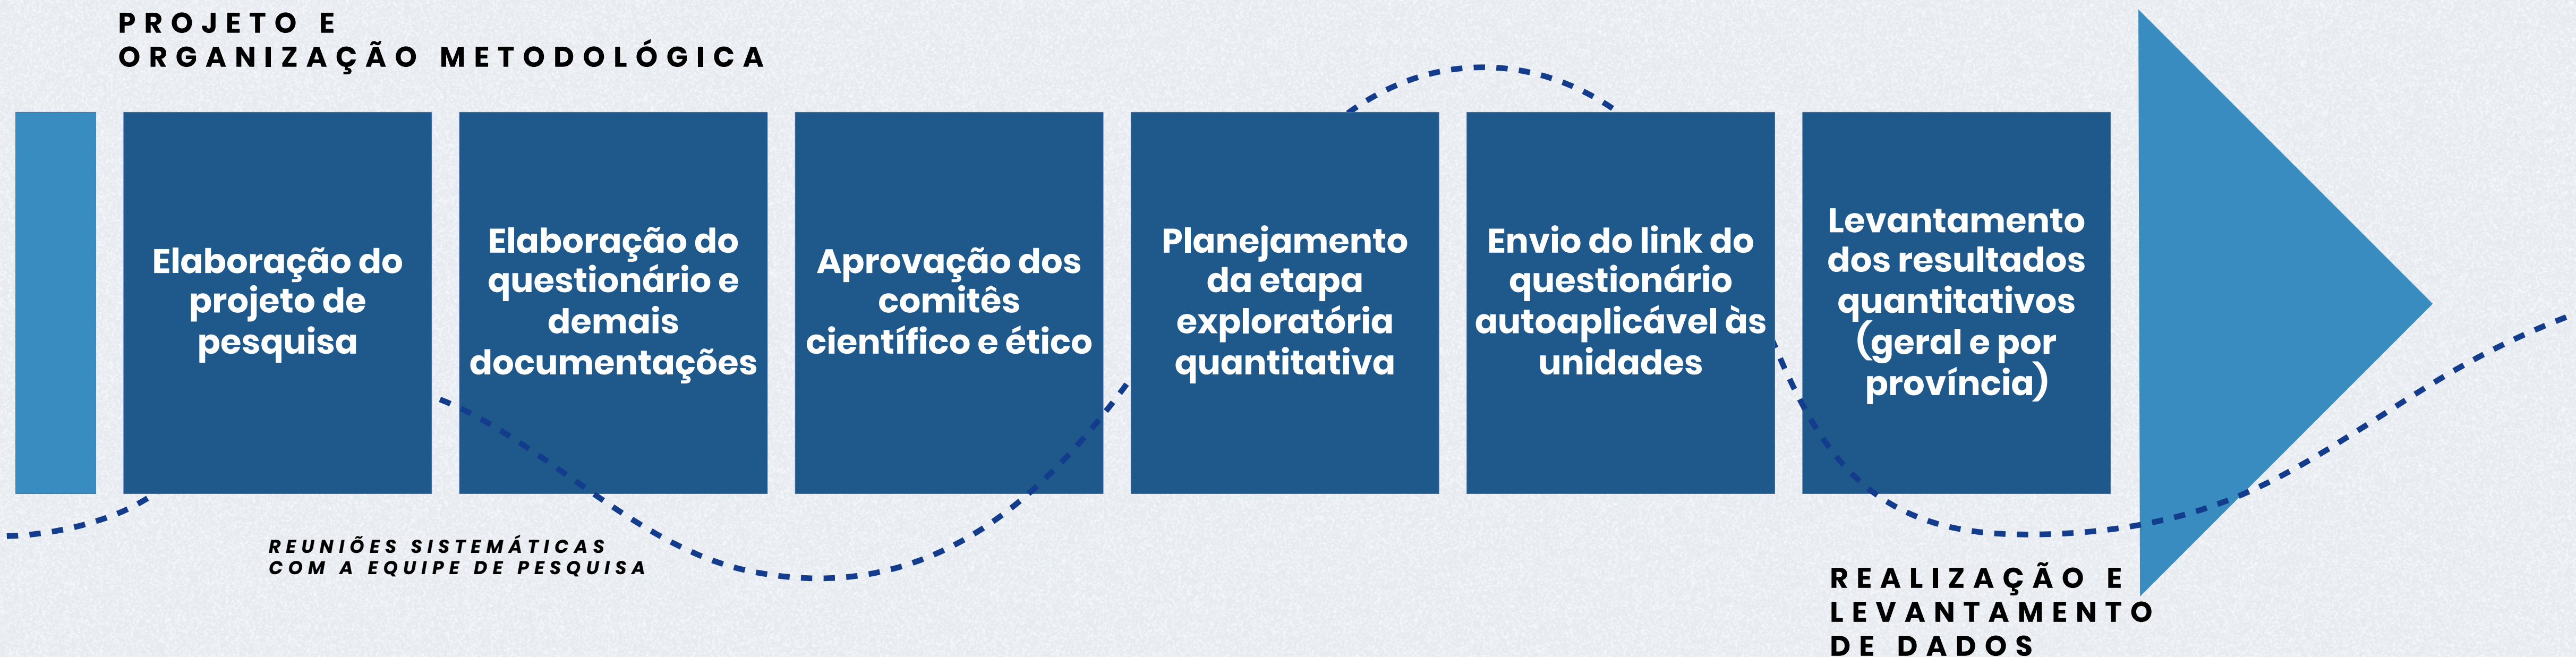 PROJETO E
ORGANIZAÇÃO METODOLÓGICA
Elaboração do
projeto de
pesquisa
Elaboração do
questionário e
demais
documentações
Aprovação dos
comitês
científico e ético
Planejamento
da etapa
exploratória
quantitativa
Envio do link do
questionário
autoaplicável às
unidades
Levantamento
dos resultados
quantitativos
(geral e por
província)
REUNIÕES SISTEMÁTICAS
COM A EQUIPE DE PESQUISA
REALIZAÇÃO E
LEVANTAMENTO
DE DADOS